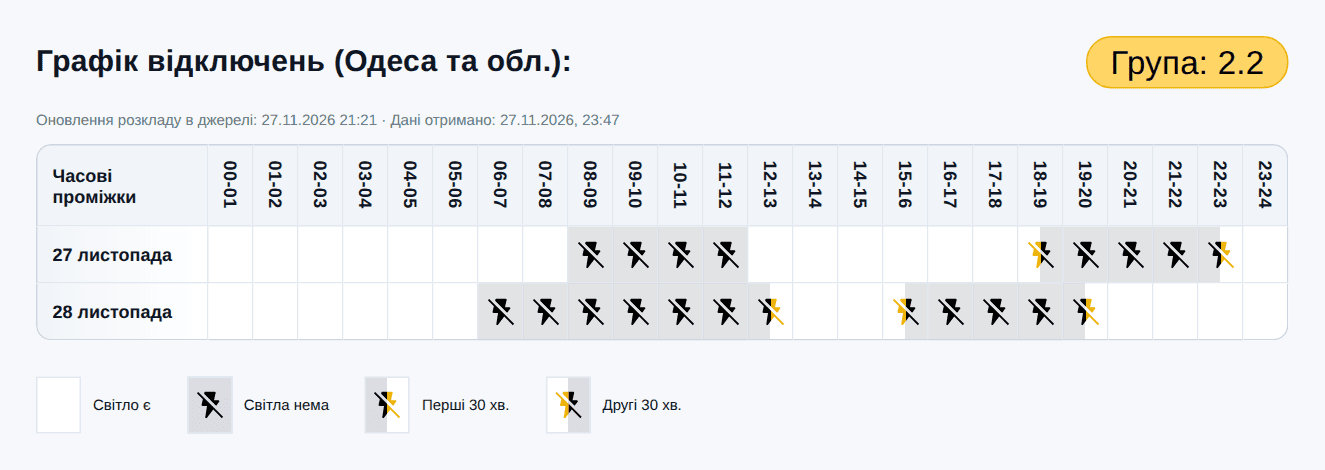 Графік відключень (Одеса та обл.):
Група: 2.2
Оновлення розкладу в джерелі: 27.11.2026 21:21 · Дані отримано: 27.11.2026, 23:47
Часові
проміжки
00-01
01-02
02-03
03-04
04-05
05-06
06-07
07-08
08-09
09-10
10-11
11-12
12-13
13-14
14-15
15-16
16-17
17-18
18-19
19-20
20-21
21-22
22-23
23-24
27 листопада
28 листопада
Світло є
Світла нема
Перші 30 хв.
Другі 30 хв.